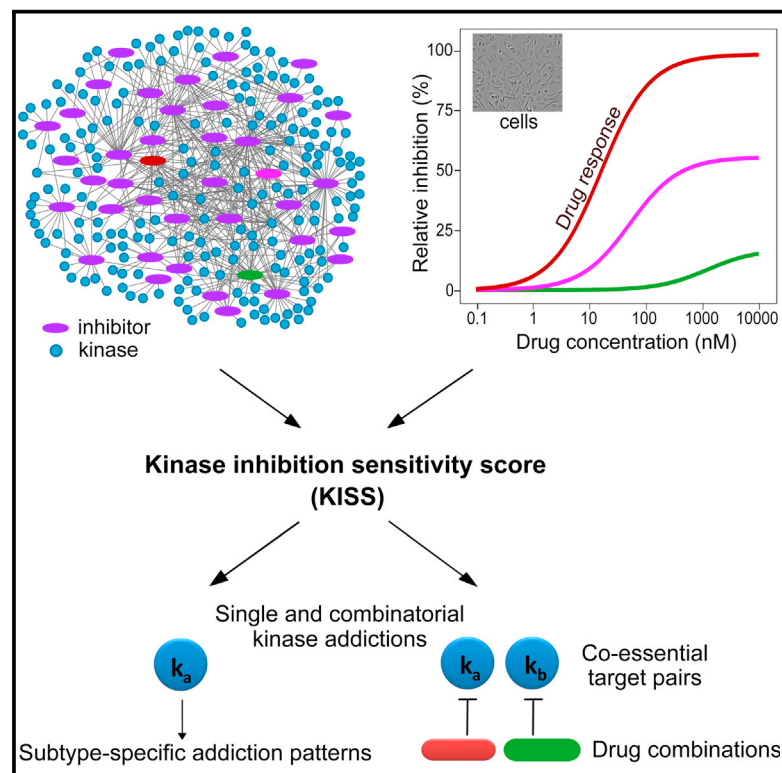 inhibitor
kinase
Relative inhibition (%)
100
75
50
25
0
cells
Drug response
0.1
1
10
100
1000
10000
Drug concentration (nM)
Kinase inhibition sensitivity score
(KISS)
Single and combinatorial
kinase addictions
ka
ka
kb
Co-essential
target pairs
Subtype-specific addiction patterns
Drug combinations